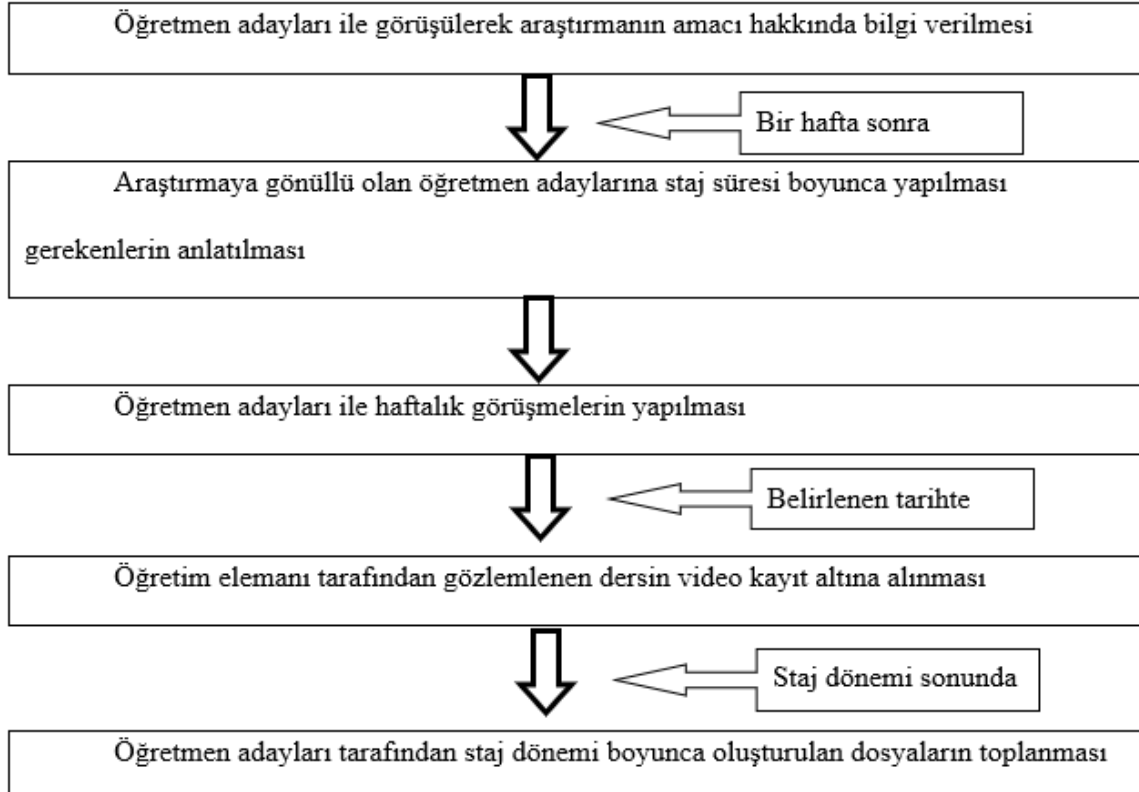 Öğretmen adayları ile görüşülerek araştırmanın amacı hakkında bilgi verilmesi
Bir hafta sonra
Araştırmaya gönüllü olan öğretmen adaylarına staj süresi boyunca yapılması
gerekenlerin anlatılması
Öğretmen adayları ile haftalık görüşmelerin yapılması
Belirlenen tarihte
Öğretim elemanı tarafından gözlemlenen dersin video kayıt altına alınması
Staj dönemi sonunda
Öğretmen adayları tarafından staj dönemi boyunca oluşturulan dosyaların toplanması